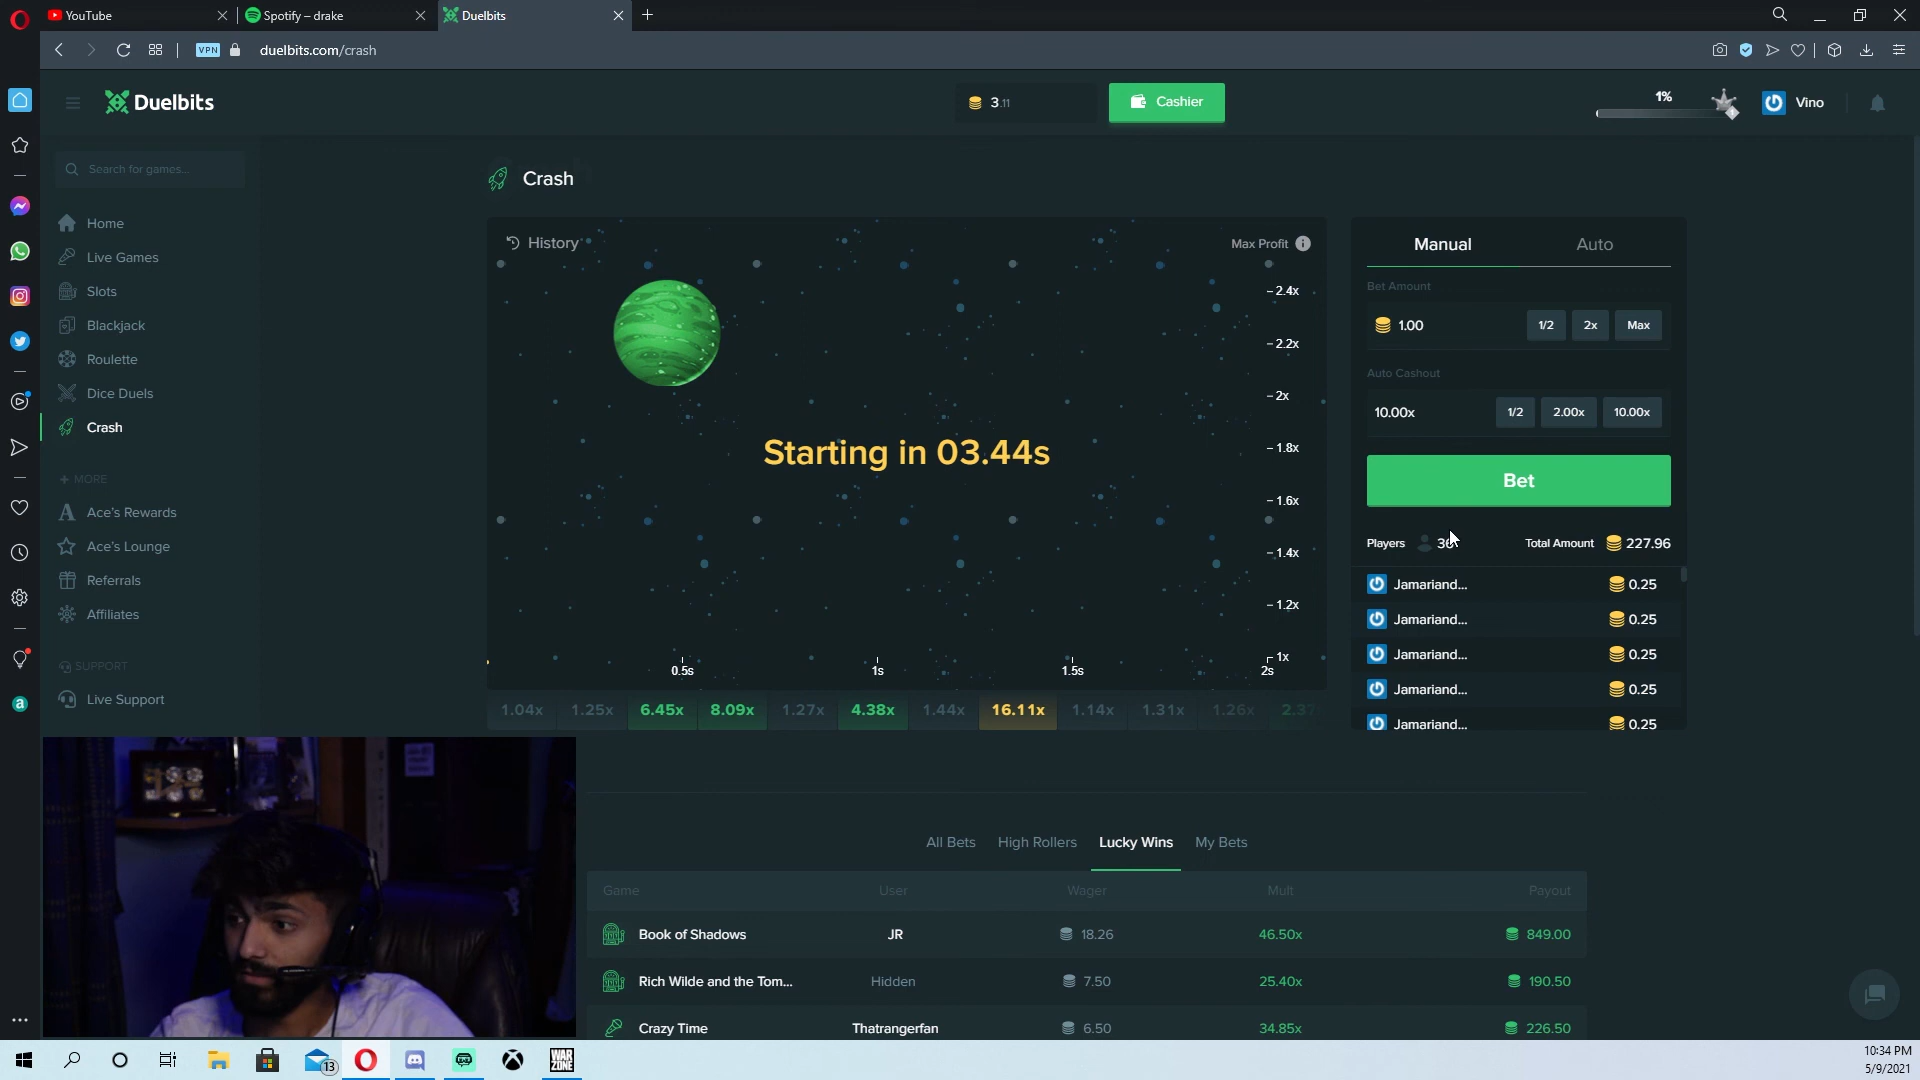 YouTube
Spotify – drake
Duelbits
VPN
duelbits.com/crash
Duelbits
3.11
Cashier
1%
Vino
Search for games...
Home
Live Games
Slots
Blackjack
Roulette
Dice Duels
Crash
+ MORE
Ace's Rewards
Ace's Lounge
Referrals
Affiliates
SUPPORT
Live Support
Crash
History
Max Profit
2.4x
2.2x
2x
1.8x
1.6x
1.4x
1.2x
1x
Starting in 03.44s
0.5s
1s
1.5s
2s
1.04x
1.25x
6.45x
8.09x
1.27x
4.38x
1.44x
16.11x
1.14x
1.31x
1.26x
2.37
Manual
Auto
Bet Amount
1.00
1/2
2x
Max
Auto Cashout
10.00x
1/2
2.00x
10.00x
Bet
Players
Total Amount
227.96
Jamariand... 0.25
Jamariand... 0.25
Jamariand... 0.25
Jamariand... 0.25
Jamariand... 0.25
All Bets
High Rollers
Lucky Wins
My Bets
Game User Wager Mult Payout
Book of Shadows JR 18.26 46.50x 849.00
Rich Wilde and the Tom... Hidden 7.50 25.40x 190.50
Crazy Time Thatrangerfan 6.50 34.85x 226.50
13
WAR
ZONE
10:34 PM
5/9/2021